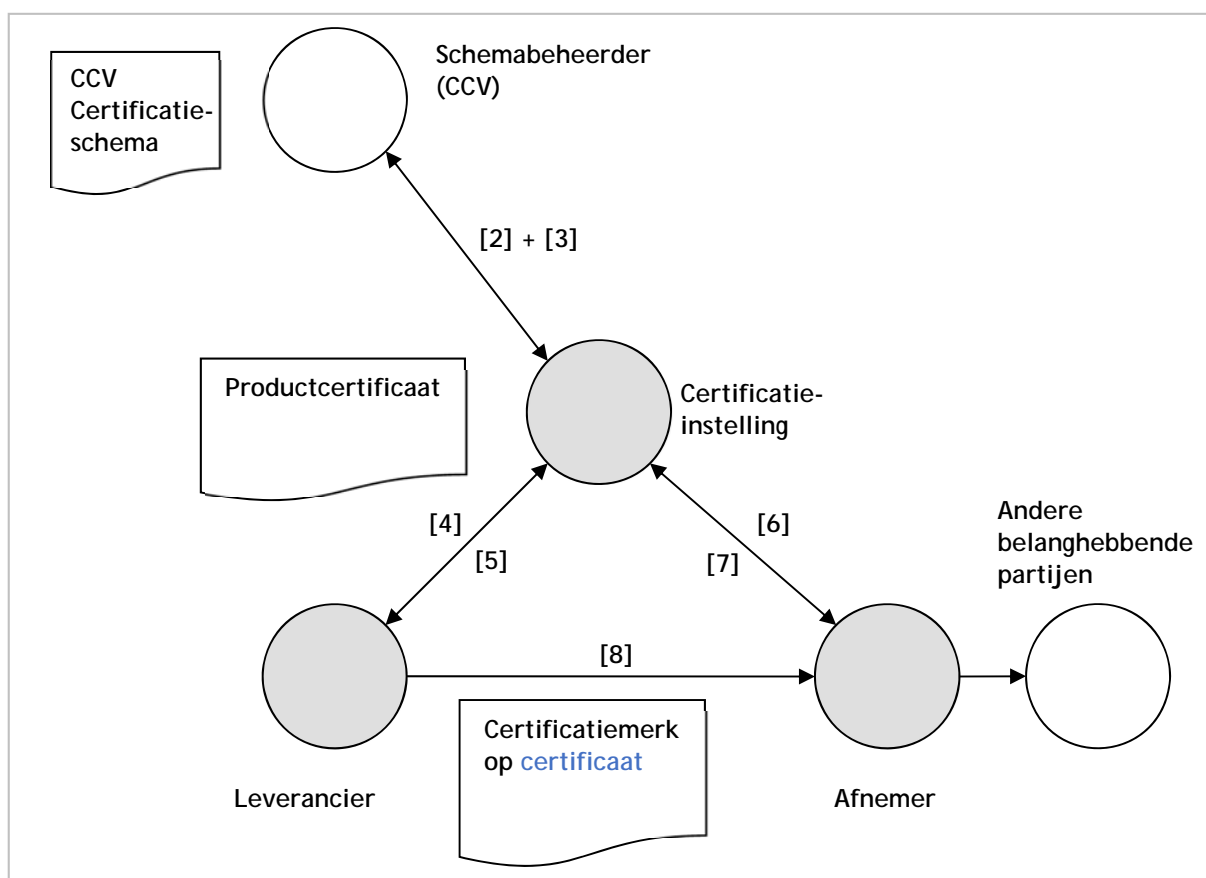 CCV
Certificatie-
schema
Schemabeheerder
(CCV)
[2] + [3]
Productcertificaat
Certificatie-
instelling
[4]
[5]
[6]
[7]
Andere
belanghebbende
partijen
[8]
Certificatiemerk
op certificaat
Leverancier
Afnemer